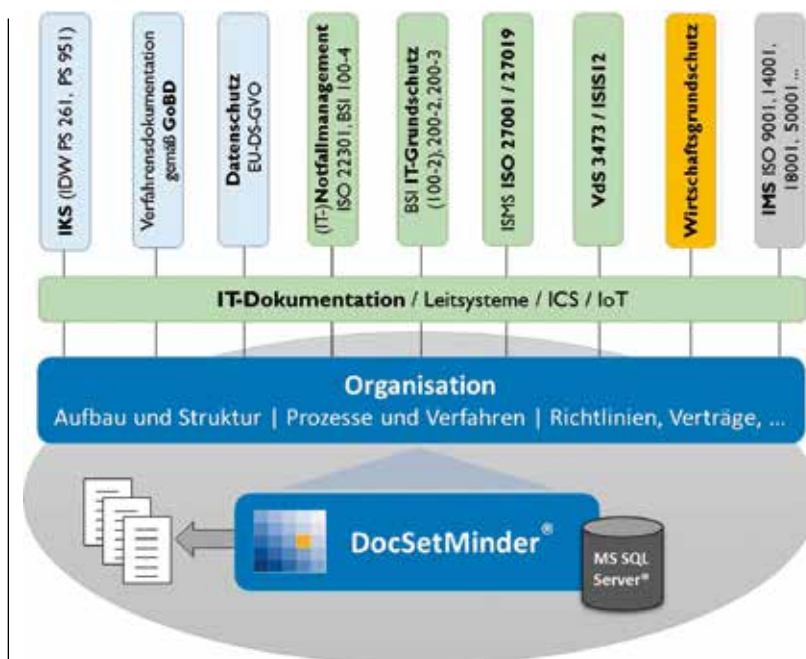 IKS (IDW PS 261, PS 951)
Verfahrensdokumentation
gemäß GoBD
Datenschutz
EU-DS-GVO
(IT-)Notfallmanagement
ISO 22301, BSI 100-4
BSI IT-Grundschutz
(100-2), 200-2, 200-3
ISMS ISO 27001 / 27019
VdS 3473 / ISIS12
Wirtschaftsgrundschutz
IMS ISO 9001, 14001,
18001, 50001 ...
IT-Dokumentation / Leitsysteme / ICS / IoT
Organisation
Aufbau und Struktur | Prozesse und Verfahren | Richtlinien, Verträge, ...
DocSetMinder®
MS SQL
Server®